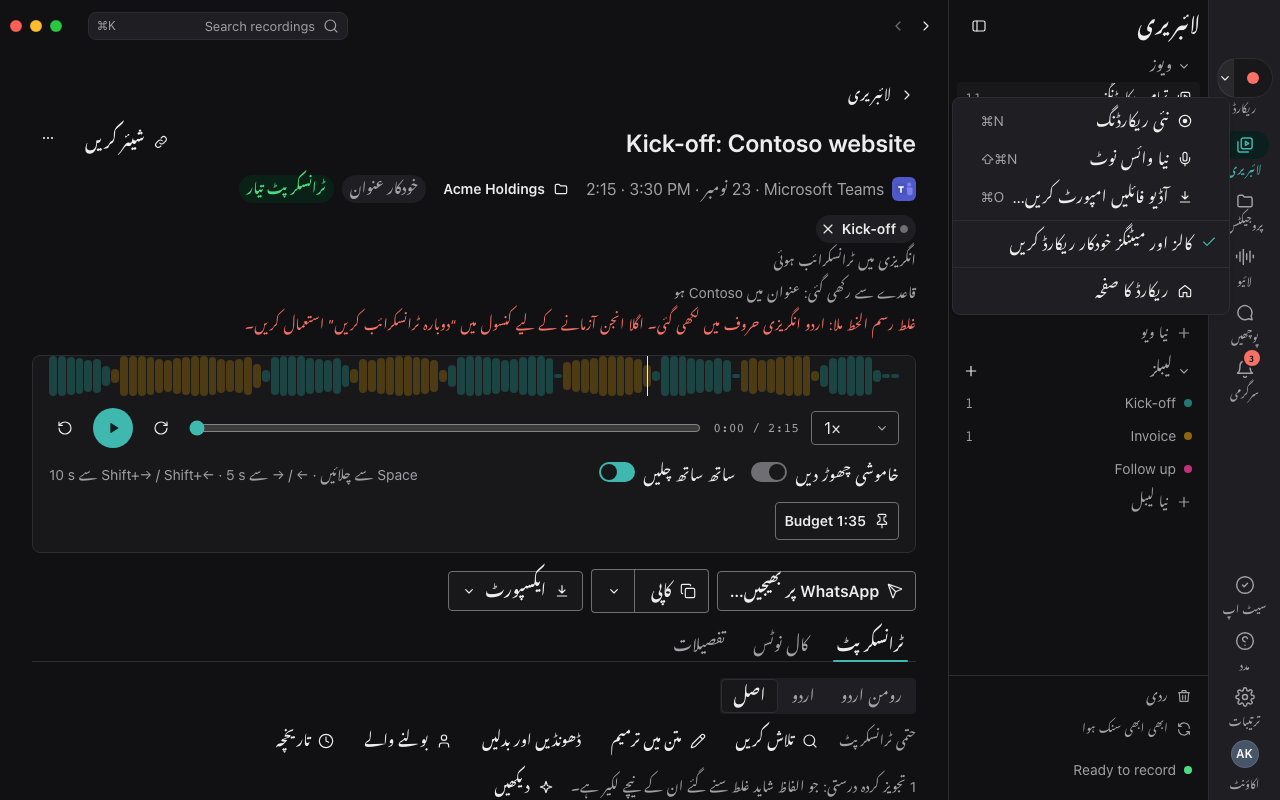 لائبریری
Search recordings
⌘K
ویوز
11
ریکارڈ
نئی ریکارڈنگ ⌘N
نیا وائس نوٹ ⇧⌘N
آڈیو فائلیں امپورٹ کریں... ⌘O
کالز اور میٹنگز خودکار ریکارڈ کریں
ریکارڈ کا صفحہ
لائبریری
پروجیکٹس
لائیو
پوچھیں
3
سرگرمی
نیا ویو
لیبلز
Kick-off 1
Invoice 1
Follow up
نیا لیبل
سیٹ اپ
مدد
ترتیبات
AK
اکاؤنٹ
ردی
ابھی ابھی سنک ہوا
Ready to record
لائبریری
Kick-off: Contoso website
شیئر کریں
...
Microsoft Teams · 23 نومبر · 3:30 PM · 2:15
Acme Holdings
خودکار عنوان
ٹرانسکرپٹ تیار
Kick-off
انگریزی میں ٹرانسکرائب ہوئی
قاعدے سے رکھی گئی: عنوان میں Contoso ہو
غلط رسم الخط ملا: اردو انگریزی حروف میں لکھی گئی۔ اگلا انجن آزمانے کے لیے کنسول میں "دوبارہ ٹرانسکرائب کریں" استعمال کریں۔
0:00 / 2:15
1×
خاموشی چھوڑ دیں
ساتھ ساتھ چلیں
Space سے چلائیں · ← / → سے 5 s · Shift+← / Shift+→ سے 10 s
Budget 1:35
WhatsApp پر بھیجیں...
کاپی
ایکسپورٹ
ٹرانسکرپٹ
کال نوٹس
تفصیلات
رومن اردو
اردو
اصل
حتمی ٹرانسکرپٹ
تلاش کریں
متن میں ترمیم
ڈھونڈیں اور بدلیں
بولنے والے
تاریخچہ
1 تجویز کردہ درستی: جو الفاظ شاید غلط سنے گئے ان کے نیچے لکیر ہے۔
دیکھیں